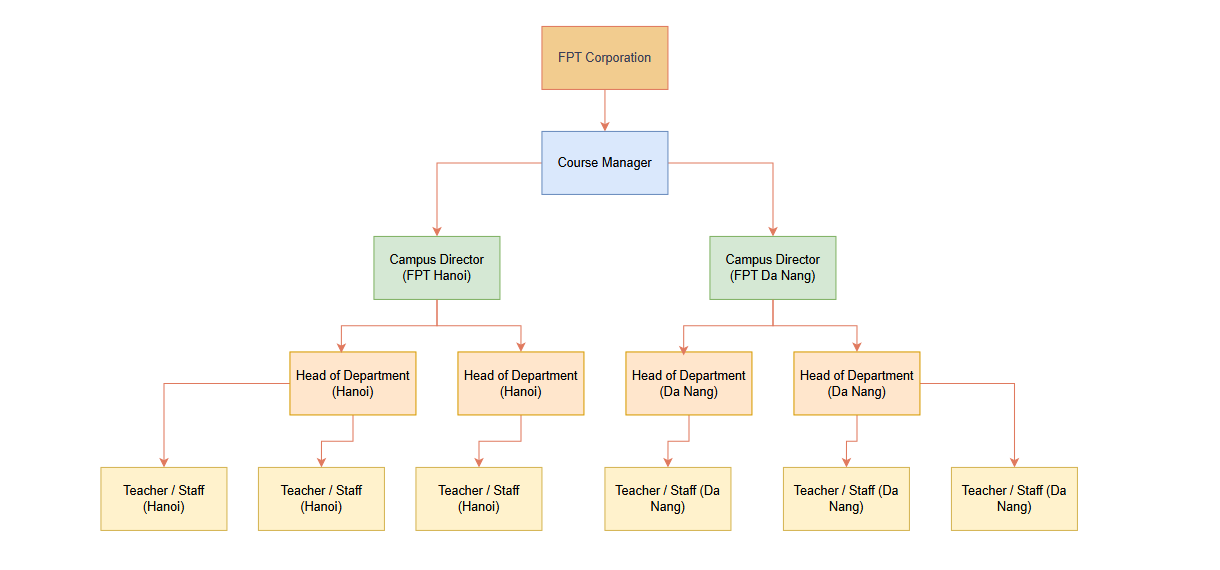 FPT Corporation
Course Manager
Campus Director
(FPT Hanoi)
Campus Director
(FPT Da Nang)
Head of Department
(Hanoi)
Head of Department
(Hanoi)
Head of Department
(Da Nang)
Head of Department
(Da Nang)
Teacher / Staff
(Hanoi)
Teacher / Staff
(Hanoi)
Teacher / Staff
(Hanoi)
Teacher / Staff (Da
Nang)
Teacher / Staff (Da
Nang)
Teacher / Staff (Da
Nang)